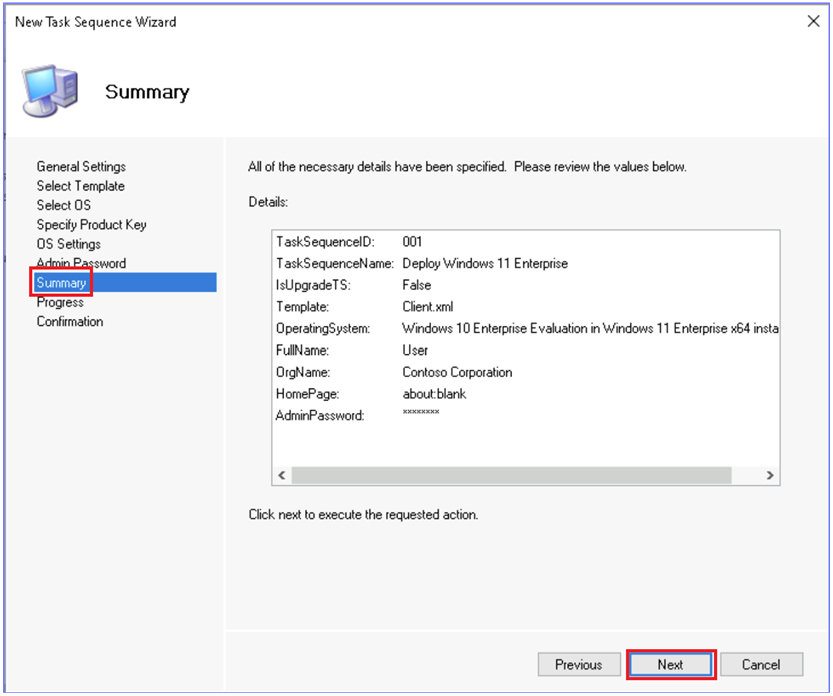 New Task Sequence Wizard
Summary
General Settings
Select Template
Select OS
Specify Product Key
OS Settings
Admin Password
Summary
Progress
Confirmation
All of the necessary details have been specified.  Please review the values below.
Details:
TaskSequenceID: 001
TaskSequenceName: Deploy Windows 11 Enterprise
IsUpgradeTS: False
Template: Client.xml
OperatingSystem: Windows 10 Enterprise Evaluation in Windows 11 Enterprise x64 insta
FullName: User
OrgName: Contoso Corporation
HomePage: about:blank
AdminPassword: ********
Click next to execute the requested action.
Previous Next Cancel